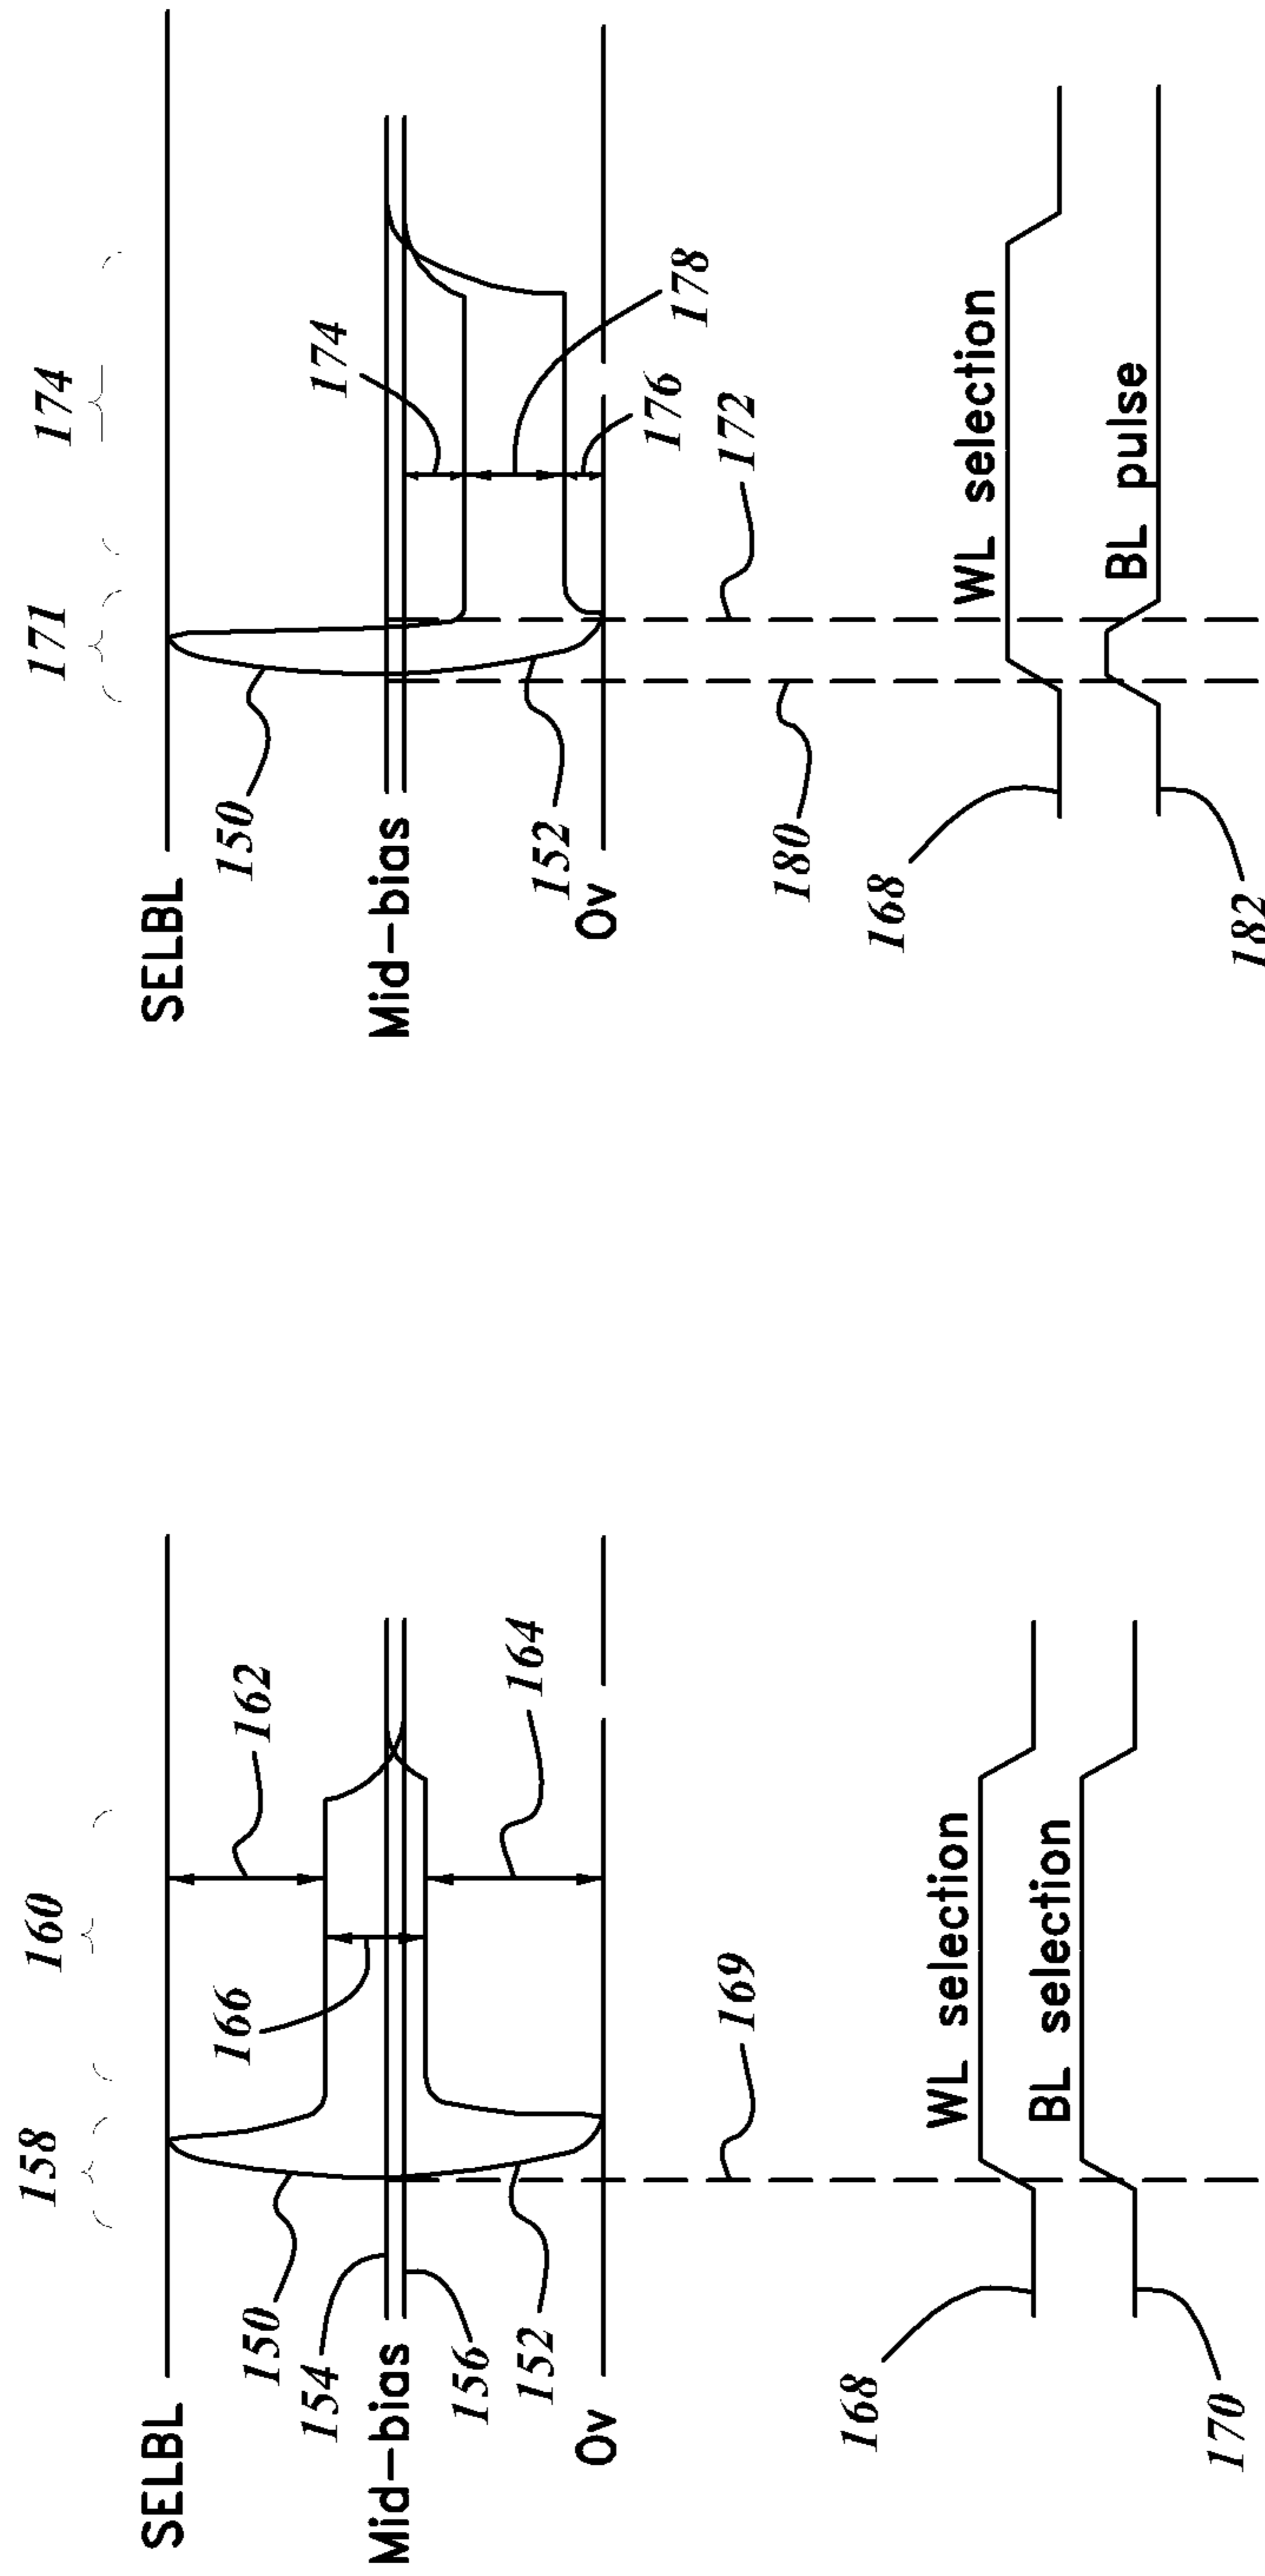 158
160
SELBL
150
162
154
166
Mid-bias
156
152
164
0v
169
168
WL selection
BL selection
170
171
174
SELBL
150
174
Mid-bias
178
152
176
0v
172
180
168
WL selection
BL pulse
182